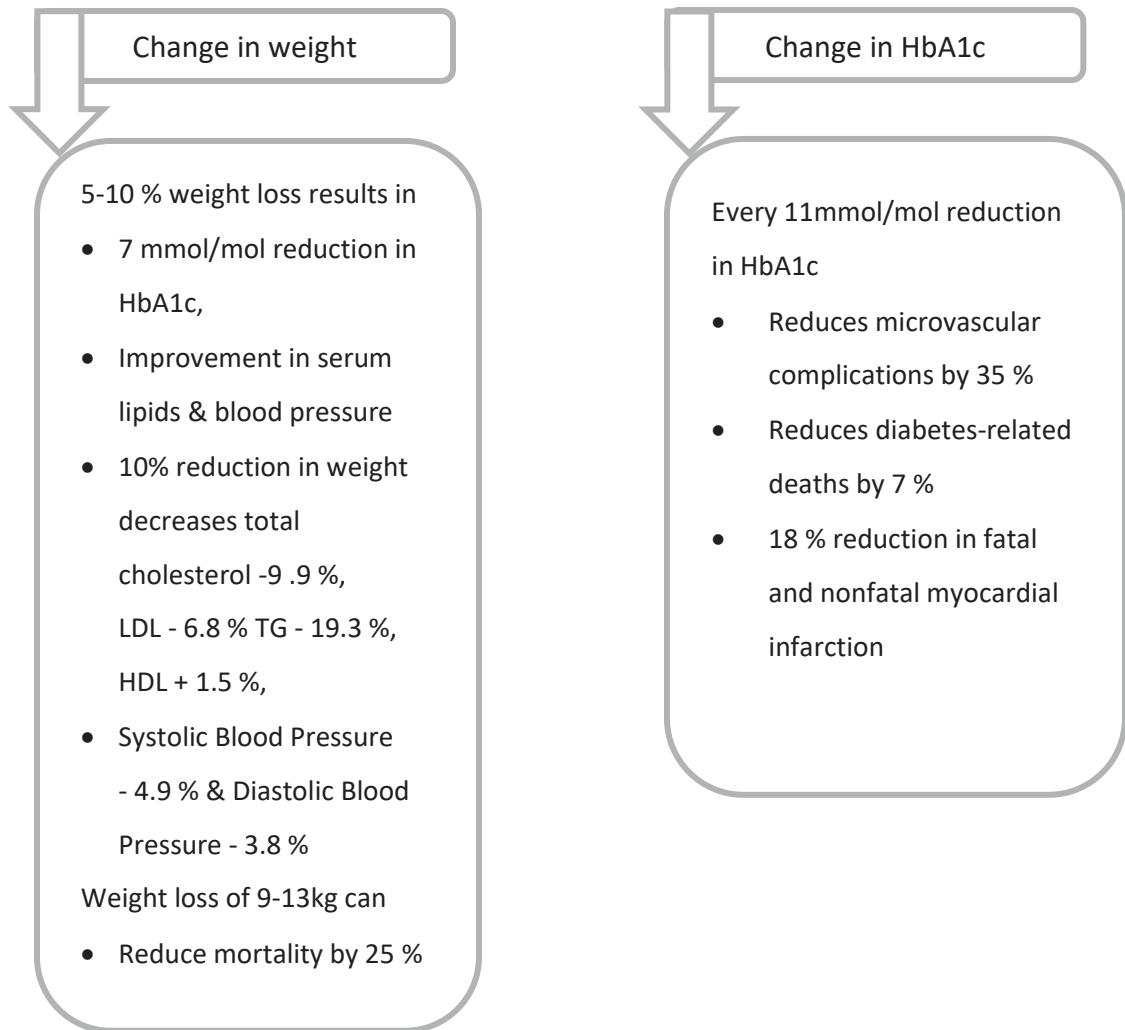 Change in weight
5-10 % weight loss results in
• 7 mmol/mol reduction in
HbA1c,
• Improvement in serum
lipids & blood pressure
• 10% reduction in weight
decreases total
cholesterol -9 .9 %,
LDL - 6.8 % TG - 19.3 %,
HDL + 1.5 %,
• Systolic Blood Pressure
- 4.9 % & Diastolic Blood
Pressure - 3.8 %
Weight loss of 9-13kg can
• Reduce mortality by 25 %
Change in HbA1c
Every 11mmol/mol reduction
in HbA1c
• Reduces microvascular
complications by 35 %
• Reduces diabetes-related
deaths by 7 %
• 18 % reduction in fatal
and nonfatal myocardial
infarction